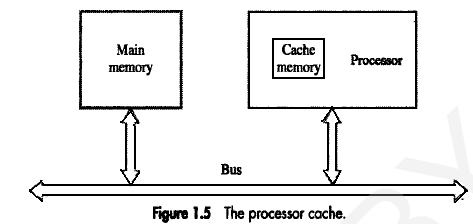 Main
memory
Cache
memory
Processor
Bus
Figure 1.5 The processor cache.